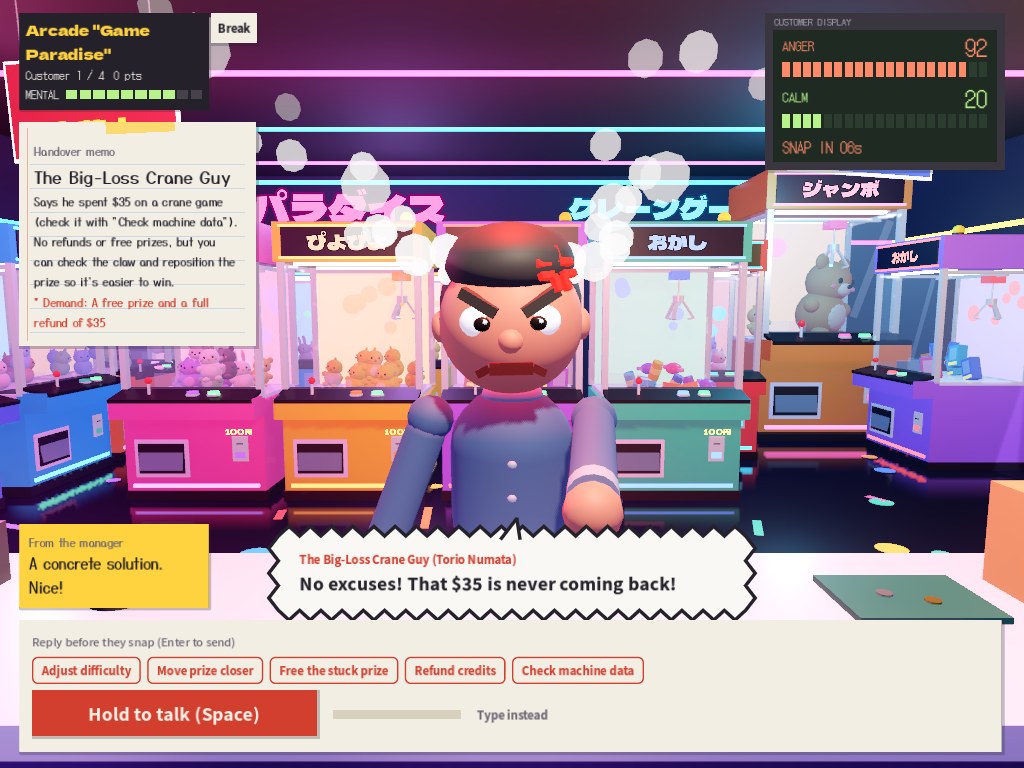 Arcade "Game
Paradise"
Customer 1 / 4 0 pts
MENTAL
Break
CUSTOMER DISPLAY
ANGER 92
CALM 20
SNAP IN 06s
Handover memo
The Big-Loss Crane Guy
Says he spent $35 on a crane game
(check it with "Check machine data").
No refunds or free prizes, but you
can check the claw and reposition the
prize so it's easier to win.
* Demand: A free prize and a full
refund of $35
パラダイス
クレーンゲー
ジャンボ
ぴよぴよ
おかし
おかし
100円
100円
From the manager
A concrete solution.
Nice!
The Big-Loss Crane Guy (Torio Numata)
No excuses! That $35 is never coming back!
Reply before they snap (Enter to send)
Adjust difficulty
Move prize closer
Free the stuck prize
Refund credits
Check machine data
Hold to talk (Space)
Type instead